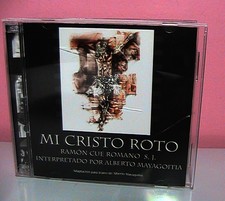 MI CRISTO ROTO
RAMÓN CUE ROMANO S. J.
INTERPRETADO POR ALBERTO MAYAGOITIA